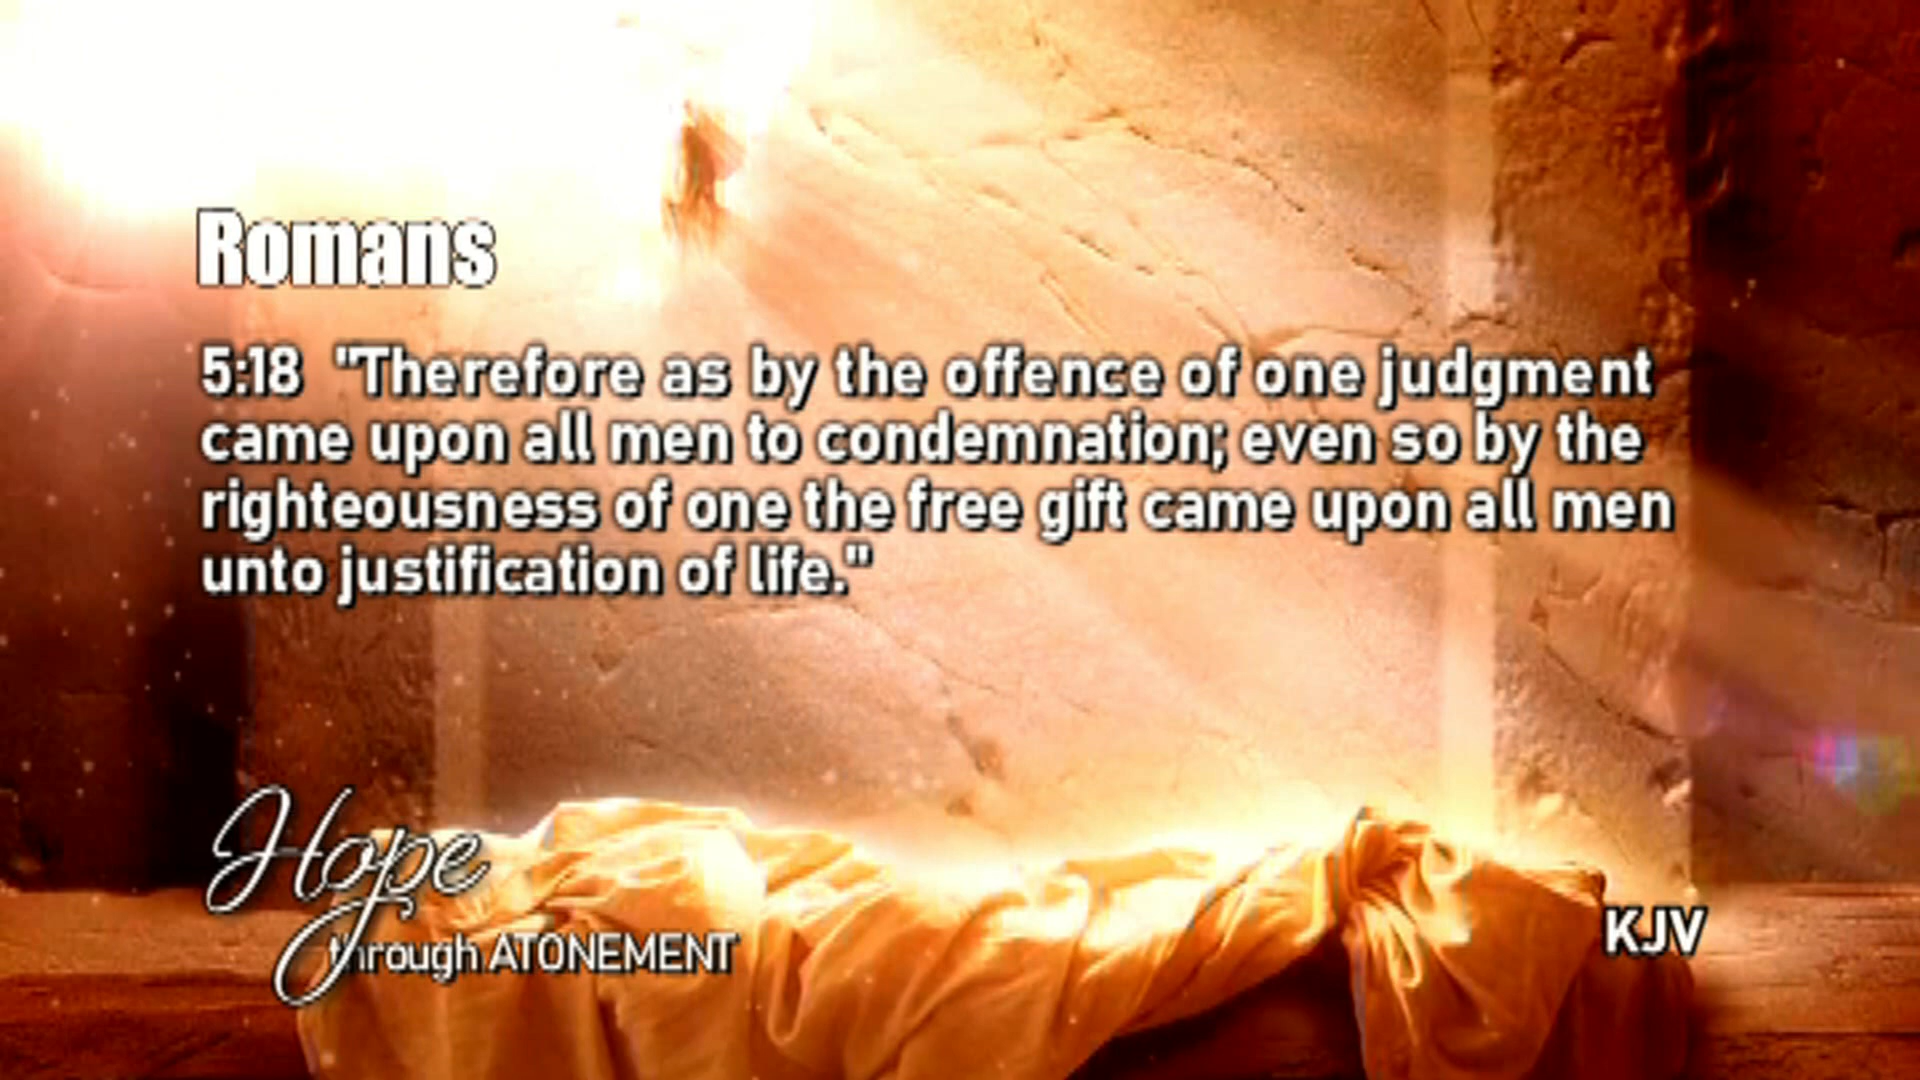 Romans
5:18 "Therefore as by the offence of one judgment
came upon all men to condemnation; even so by the
righteousness of one the free gift came upon all men
unto justification of life."
Hope
through ATONEMENT
KJV